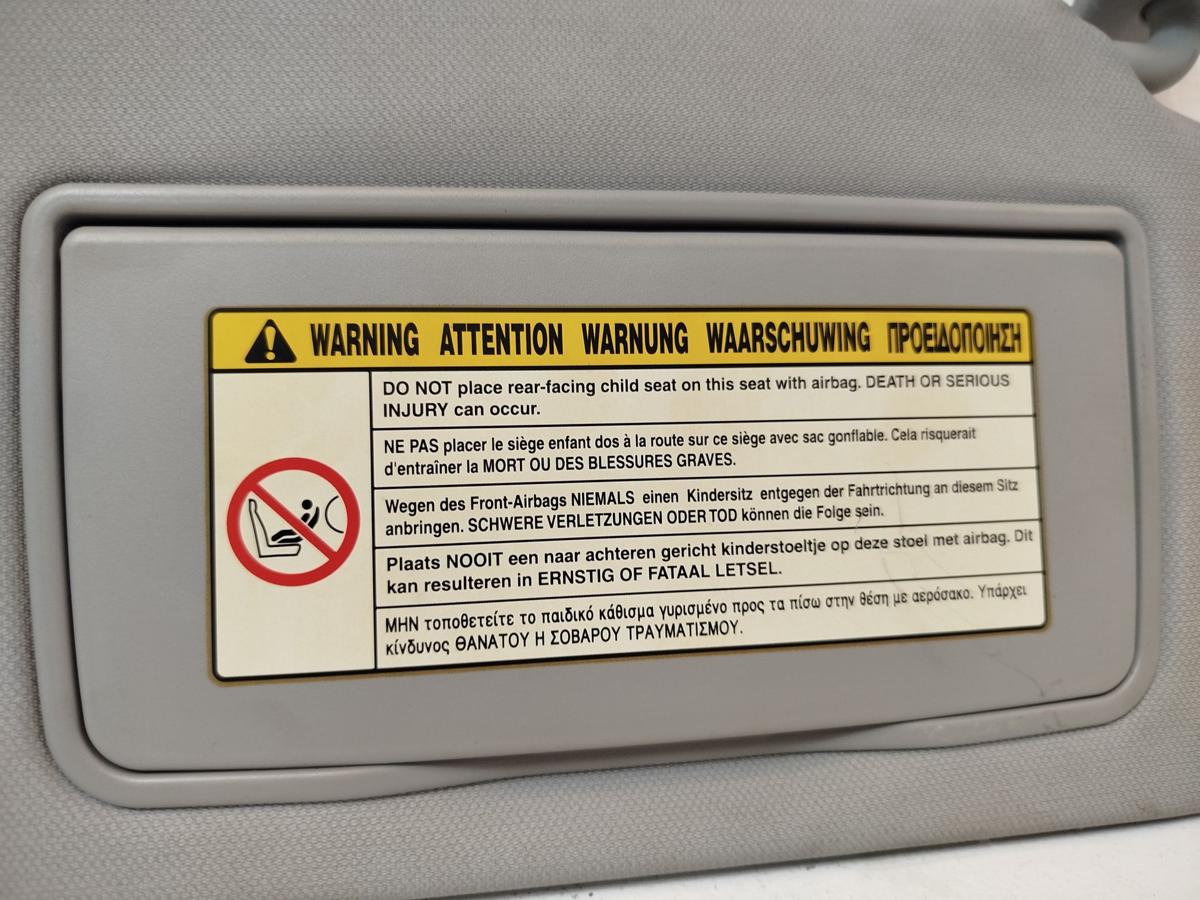 WARNING ATTENTION WARNUNG WAARSCHUWING ΠΡΟΕΙΔΟΠΟΙΗΣΗ
DO NOT place rear-facing child seat on this seat with airbag. DEATH OR SERIOUS
INJURY can occur.
NE PAS placer le siège enfant dos à la route sur ce siège avec sac gonflable. Cela risquerait
d'entraîner la MORT OU DES BLESSURES GRAVES.
Wegen des Front-Airbags NIEMALS einen Kindersitz entgegen der Fahrtrichtung an diesem Sitz
anbringen. SCHWERE VERLETZUNGEN ODER TOD können die Folge sein.
Plaats NOOIT een naar achteren gericht kinderstoeltje op deze stoel met airbag. Dit
kan resulteren in ERNSTIG OF FATAAL LETSEL.
ΜΗΝ τοποθετείτε το παιδικό κάθισμα γυρισμένο προς τα πίσω στην θέση με αερόσακο. Υπάρχει
κίνδυνος ΘΑΝΑΤΟΥ Η ΣΟΒΑΡΟΥ ΤΡΑΥΜΑΤΙΣΜΟΥ.